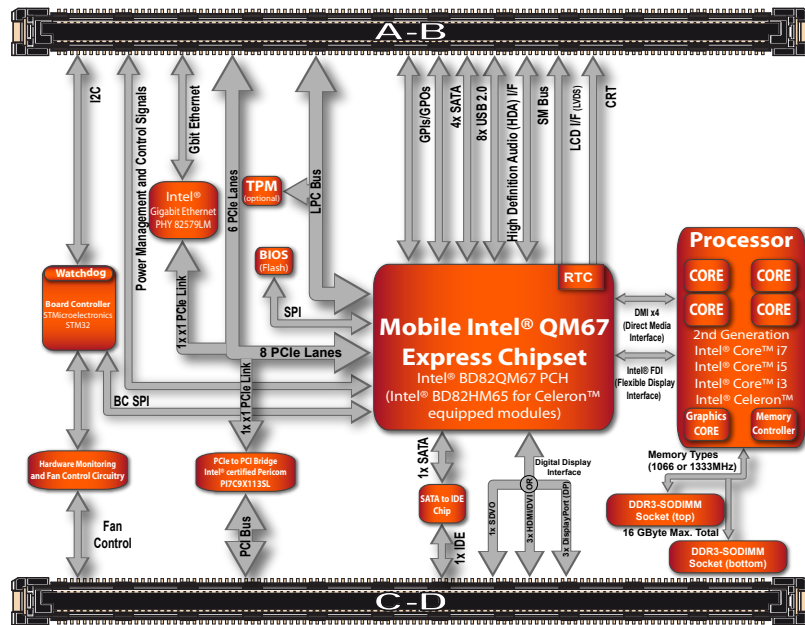 A-B
I2C
Power Management and Control Signals
Gbit Ethernet
6 PCIe Lanes
LPC Bus
GPIs/GPOs
4x SATA
8x USB 2.0
High Definition Audio (HDA) I/F
SM Bus
LCD I/F (LVDS)
CRT
TPM
(optional)
Intel®
Gigabit Ethernet
PHY 82579LM
BIOS
(Flash)
SPI
Watchdog
Board Controller
STMicroelectronics
STM32
1x x1 PCIe Link
8 PCIe Lanes
1x x1 PCIe Link
BC SPI
RTC
Mobile Intel® QM67
Express Chipset
Intel® BD82QM67 PCH
(Intel® BD82HM65 for Celeron™
equipped modules)
DMI x4
(Direct Media
Interface)
Intel® FDI
(Flexible Display
Interface)
Processor
CORE
CORE
CORE
CORE
2nd Generation
Intel® Core™ i7
Intel® Core™ i5
Intel® Core™ i3
Intel® Celeron™
Graphics
CORE
Memory
Controller
Memory Types
(1066 or 1333MHz)
DDR3-SODIMM
Socket (top)
16 GByte Max. Total
DDR3-SODIMM
Socket (bottom)
Hardware Monitoring
and Fan Control Circuitry
Fan
Control
PCIe to PCI Bridge
Intel® certified Pericom
PI7C9X113SL
PCI Bus
1x SATA
SATA to IDE
Chip
1x IDE
Digital Display
Interface
OR
1x SDVO
3x HDMI/DVI
3x DisplayPort (DP)
C-D